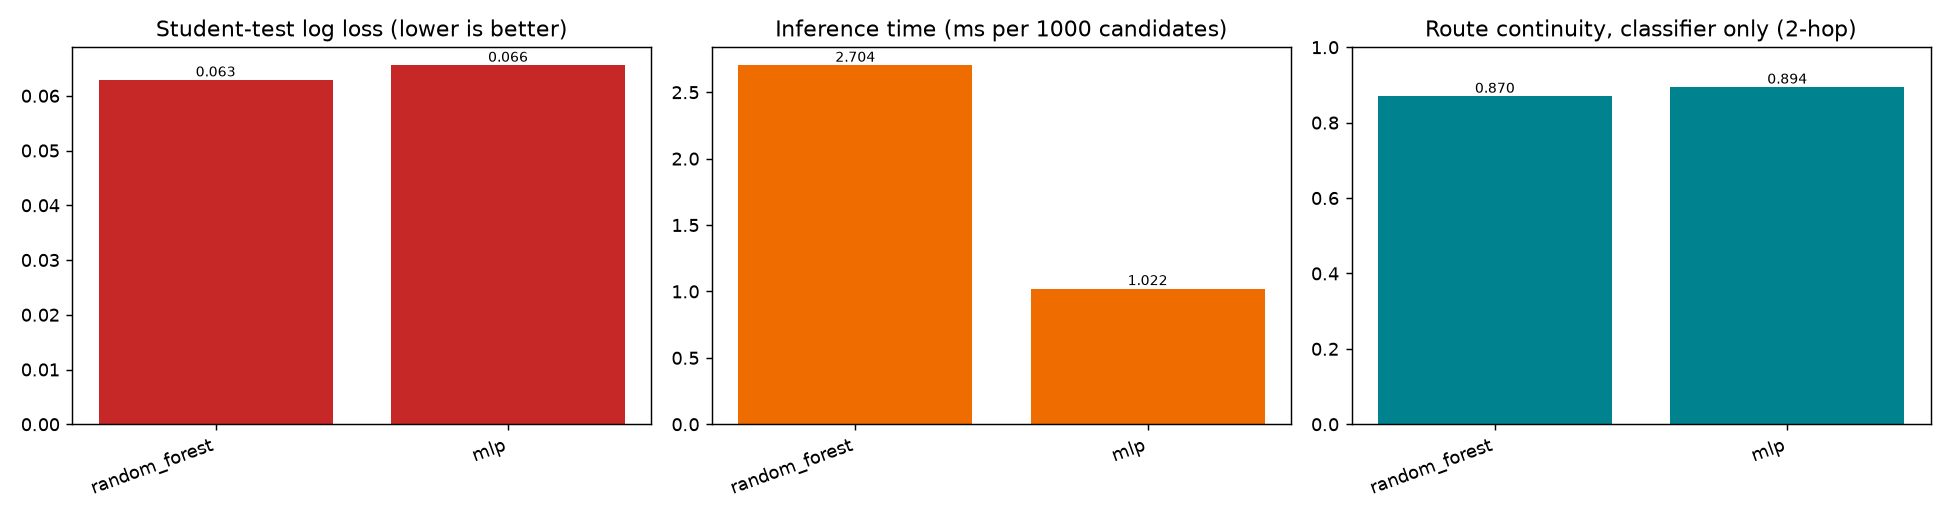 Student-test log loss (lower is better)
0.063
0.066
0.06
0.05
0.04
0.03
0.02
0.01
0.00
random_forest
mlp
Inference time (ms per 1000 candidates)
2.704
1.022
2.5
2.0
1.5
1.0
0.5
0.0
random_forest
mlp
Route continuity, classifier only (2-hop)
0.870
0.894
1.0
0.8
0.6
0.4
0.2
0.0
random_forest
mlp